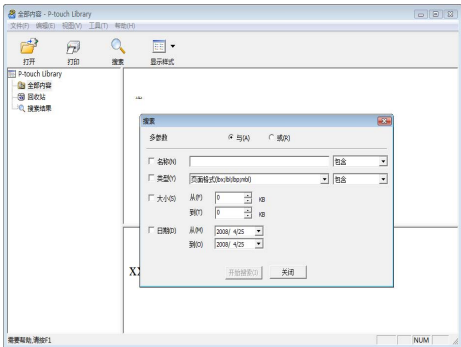 全部内容 - P-touch Library
文件(F) 编辑(E) 视图(V) 工具(T) 帮助(H)
打开 打印 搜索 显示样式
P-touch Library
全部内容
回收站
搜索结果
搜索
多参数 与(A) 或(R)
名称(N) 包含
类型(Y) 页面格式(lbx;lbl;lbp;mbl) 包含
大小(S) 从(F) 0 KB
到(T) 0 KB
日期(D) 从(M) 2008/ 4/25
到(O) 2008/ 4/25
开始搜索(I) 关闭
需要帮助,请按F1 NUM